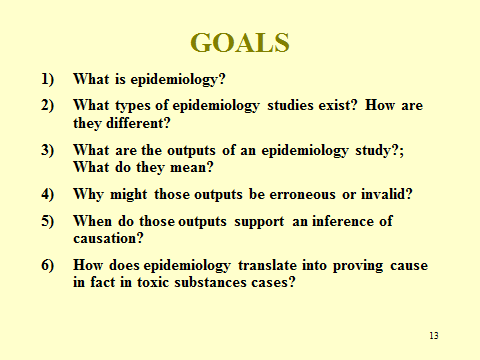 GOALS
1) What is epidemiology?
2) What types of epidemiology studies exist? How are
they different?
3) What are the outputs of an epidemiology study?;
What do they mean?
4) Why might those outputs be erroneous or invalid?
5) When do those outputs support an inference of
causation?
6) How does epidemiology translate into proving cause
in fact in toxic substances cases?
13